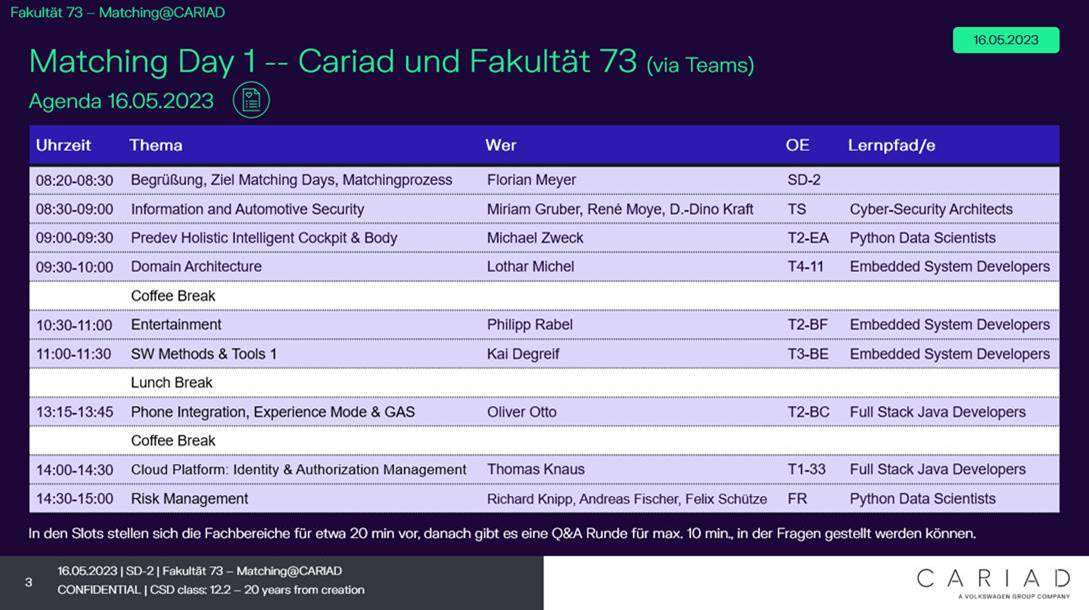 Fakultät 73 – Matching@CARIAD
16.05.2023
Matching Day 1 -- Cariad und Fakultät 73 (via Teams)
Agenda 16.05.2023
Uhrzeit Thema Wer OE Lernpfad/e
08:20-08:30 Begrüßung, Ziel Matching Days, Matchingprozess Florian Meyer SD-2
08:30-09:00 Information and Automotive Security Miriam Gruber, René Moye, D.-Dino Kraft TS Cyber-Security Architects
09:00-09:30 Predev Holistic Intelligent Cockpit & Body Michael Zweck T2-EA Python Data Scientists
09:30-10:00 Domain Architecture Lothar Michel T4-11 Embedded System Developers
Coffee Break
10:30-11:00 Entertainment Philipp Rabel T2-BF Embedded System Developers
11:00-11:30 SW Methods & Tools 1 Kai Degreif T3-BE Embedded System Developers
Lunch Break
13:15-13:45 Phone Integration, Experience Mode & GAS Oliver Otto T2-BC Full Stack Java Developers
Coffee Break
14:00-14:30 Cloud Platform: Identity & Authorization Management Thomas Knaus T1-33 Full Stack Java Developers
14:30-15:00 Risk Management Richard Knipp, Andreas Fischer, Felix Schütze FR Python Data Scientists
In den Slots stellen sich die Fachbereiche für etwa 20 min vor, danach gibt es eine Q&A Runde für max. 10 min., in der Fragen gestellt werden können.
3
16.05.2023 | SD-2 | Fakultät 73 – Matching@CARIAD
CONFIDENTIAL | CSD class: 12.2 – 20 years from creation
CARIAD
A VOLKSWAGEN GROUP COMPANY